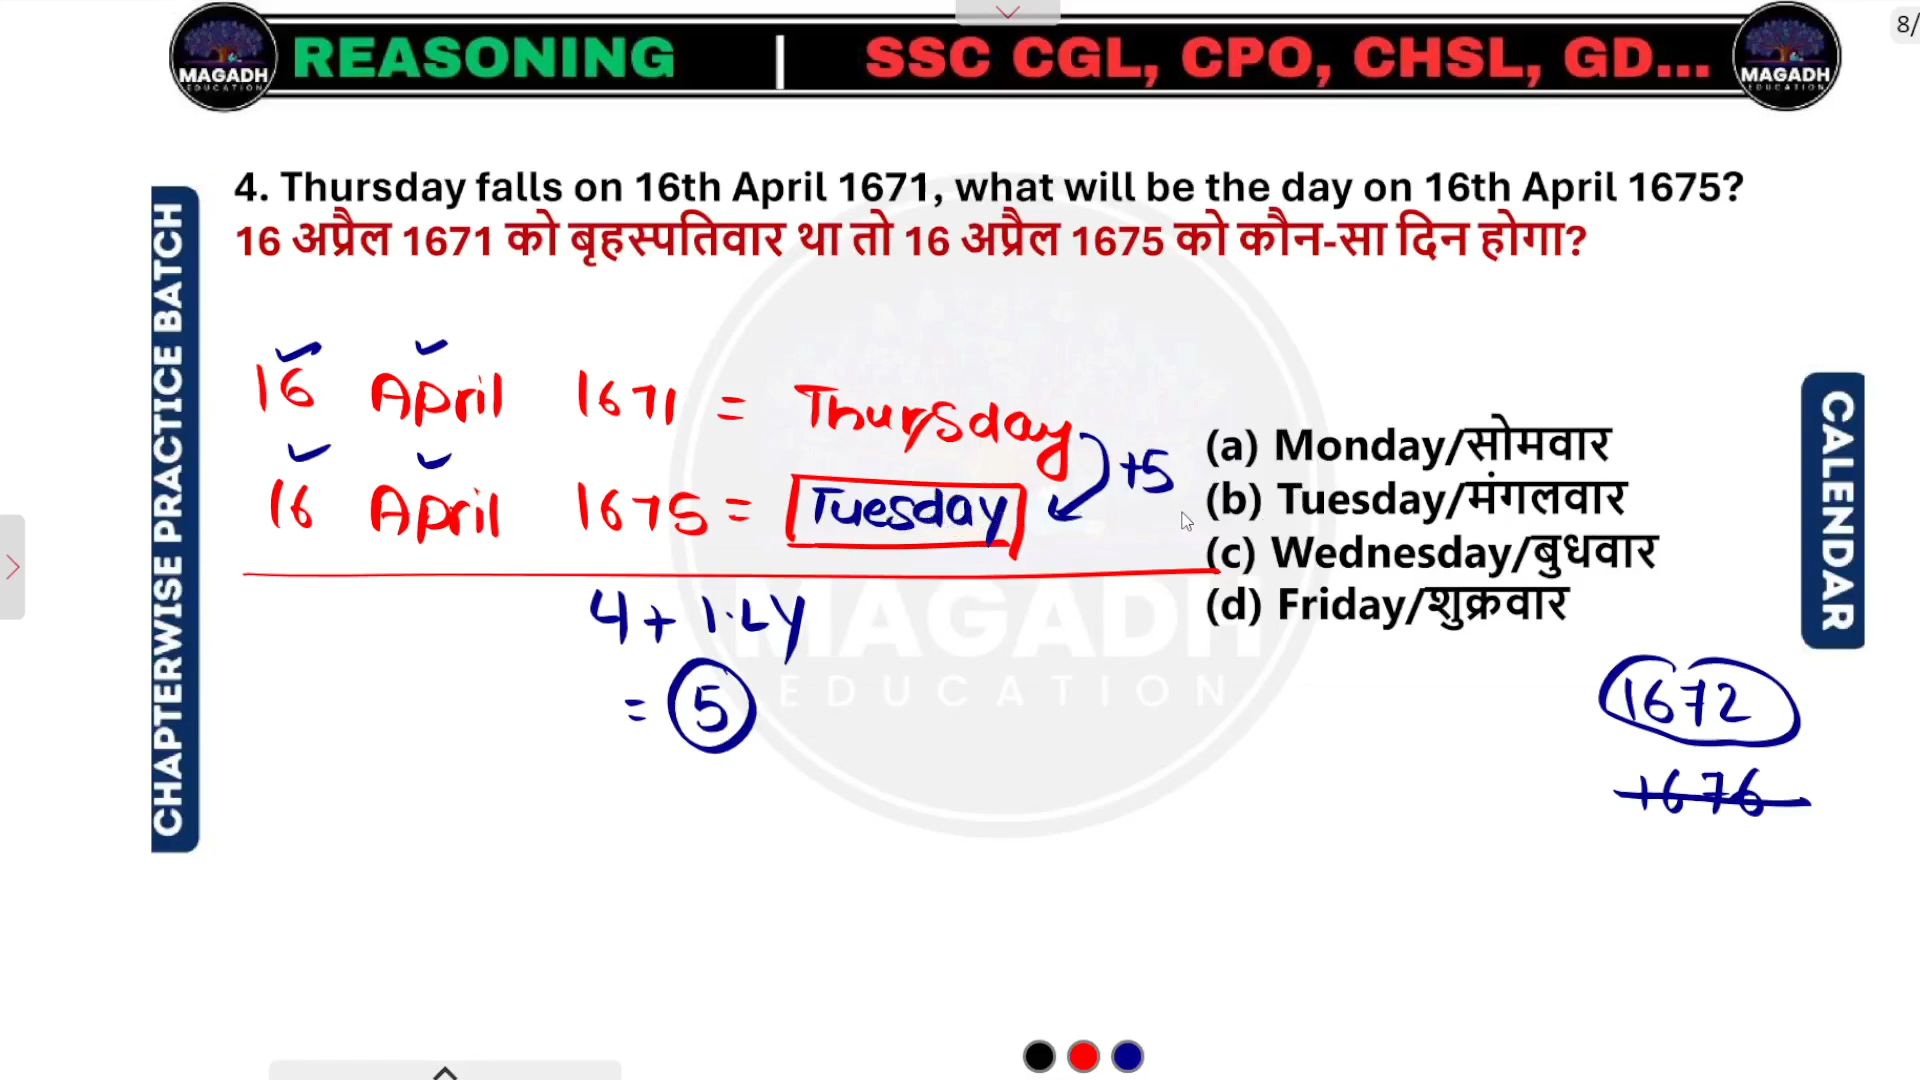 MAGADH
EDUCATION
REASONING | SSC CGL, CPO, CHSL, GD...
MAGADH
EDUCATION
8/
CHAPTERWISE PRACTICE BATCH
4. Thursday falls on 16th April 1671, what will be the day on 16th April 1675?
16 अप्रैल 1671 को बृहस्पतिवार था तो 16 अप्रैल 1675 को कौन-सा दिन होगा?
16 April 1671 = Thursday
16 April 1675 = Tuesday
+5
4 + 1.LY
= 5
(a) Monday/सोमवार
(b) Tuesday/मंगलवार
(c) Wednesday/बुधवार
(d) Friday/शुक्रवार
CALENDAR
1672
1676
MAGADH
EDUCATION